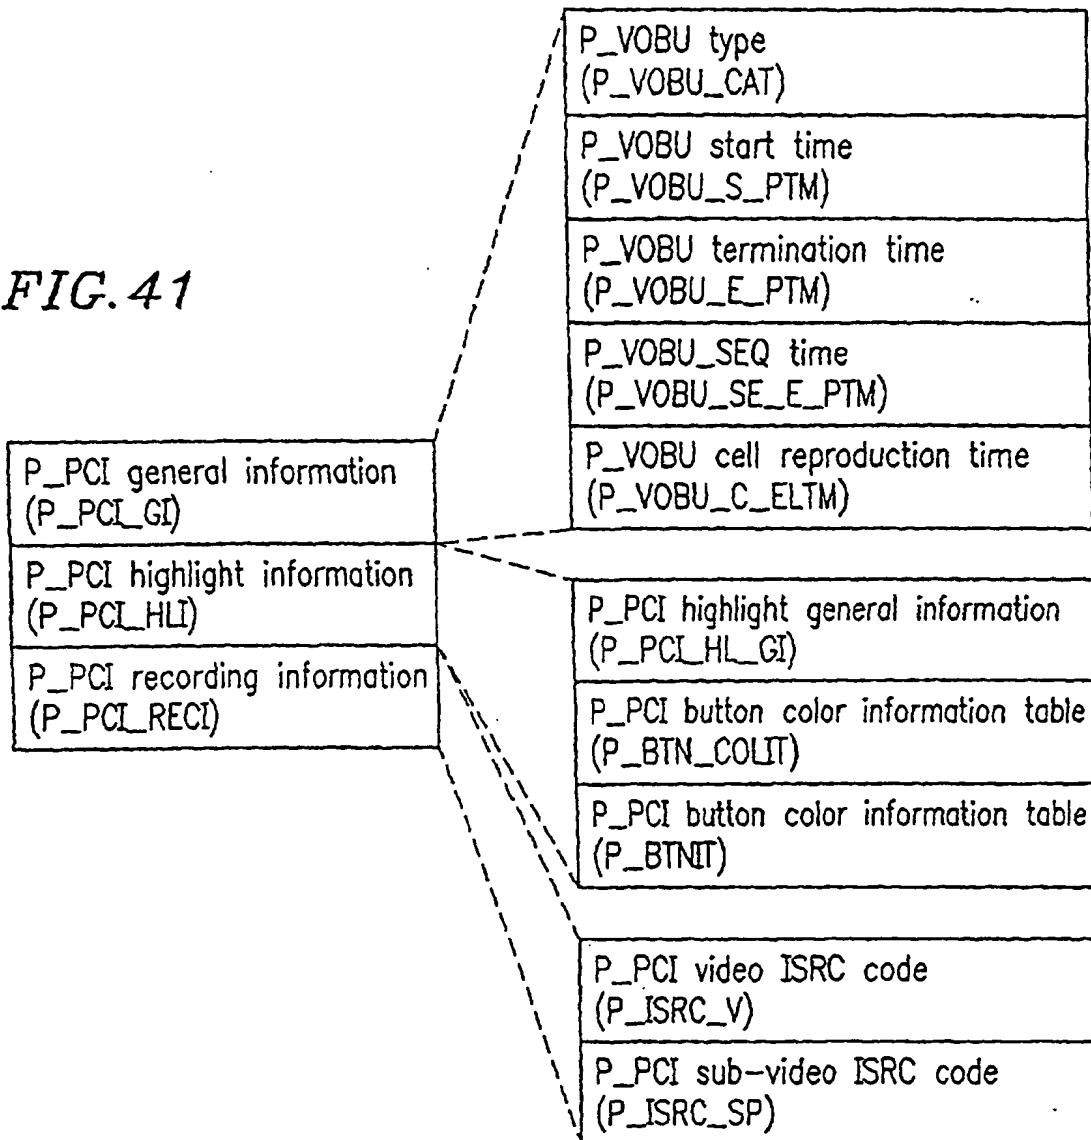 FIG. 41
P_PCI general information
(P_PCI_GI)
P_PCI highlight information
(P_PCI_HLI)
P_PCI recording information
(P_PCI_RECI)
P_VOBU type
(P_VOBU_CAT)
P_VOBU start time
(P_VOBU_S_PTM)
P_VOBU termination time
(P_VOBU_E_PTM)
P_VOBU_SEQ time
(P_VOBU_SE_E_PTM)
P_VOBU cell reproduction time
(P_VOBU_C_ELTM)
P_PCI highlight general information
(P_PCI_HL_GI)
P_PCI button color information table
(P_BTN_COLIT)
P_PCI button color information table
(P_BTNIT)
P_PCI video ISRC code
(P_ISRC_V)
P_PCI sub-video ISRC code
(P_ISRC_SP)